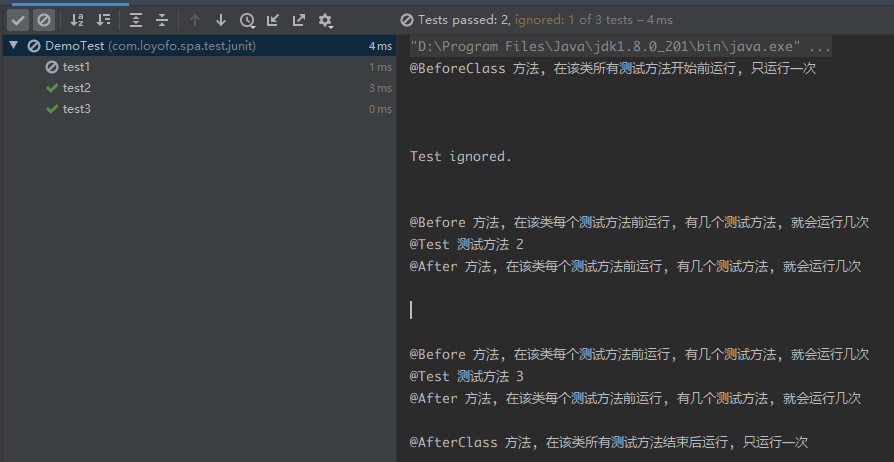 Tests passed: 2, ignored: 1 of 3 tests – 4 ms
DemoTest (com.loyofo.spa.test.junit) 4 ms
test1 1 ms
test2 3 ms
test3 0 ms
"D:\Program Files\Java\jdk1.8.0_201\bin\java.exe" ...
@BeforeClass 方法, 在该类所有测试方法开始前运行, 只运行一次
Test ignored.
@Before 方法, 在该类每个测试方法前运行, 有几个测试方法, 就会运行几次
@Test 测试方法 2
@After 方法, 在该类每个测试方法前运行, 有几个测试方法, 就会运行几次
@Before 方法, 在该类每个测试方法前运行, 有几个测试方法, 就会运行几次
@Test 测试方法 3
@After 方法, 在该类每个测试方法前运行, 有几个测试方法, 就会运行几次
@AfterClass 方法, 在该类所有测试方法结束后运行, 只运行一次